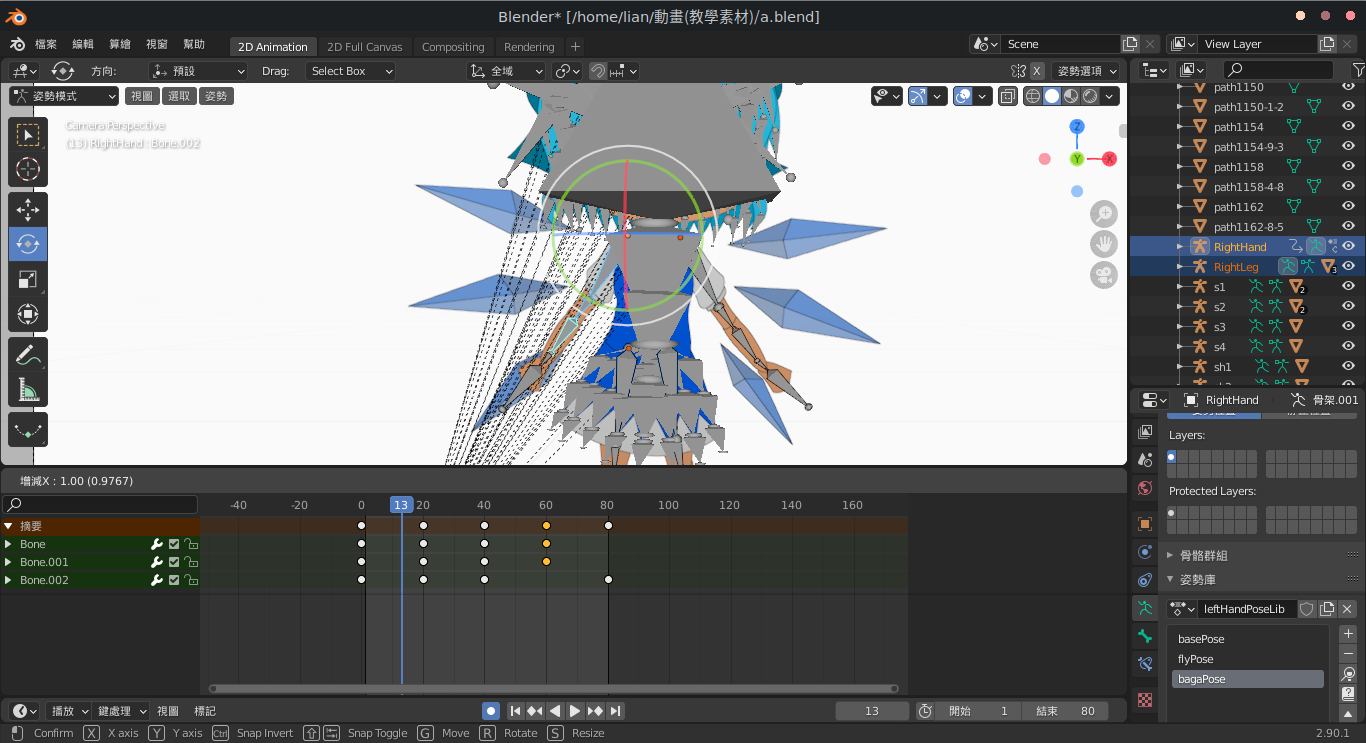 Blender* [/home/lian/動畫(教學素材)/a.blend]
檔案 編輯 算繪 視窗 幫助 2D Animation 2D Full Canvas Compositing Rendering + Scene View Layer
方向: 預設 Drag: Select Box 全域 X 姿勢選項
姿勢模式 視圖 選取 姿勢
Camera Perspective
(13) RightHand : Bone.002
Z
Y
X
path1150
path1150-1-2
path1154
path1154-9-3
path1158
path1158-4-8
path1162
path1162-8-5
RightHand
RightLeg 3
s1 2
s2 2
s3
s4
sh1
RightHand 骨架.001
Layers:
Protected Layers:
骨骼群組
姿勢庫
leftHandPoseLib
basePose
flyPose
bagaPose
增減X : 1.00 (0.9767)
-40 -20 0 13 20 40 60 80 100 120 140 160
摘要
Bone
Bone.001
Bone.002
播放 鍵處理 視圖 標記 13 開始 1 結束 80
Confirm X X axis Y Y axis Ctrl Snap Invert Snap Toggle G Move R Rotate S Resize 2.90.1